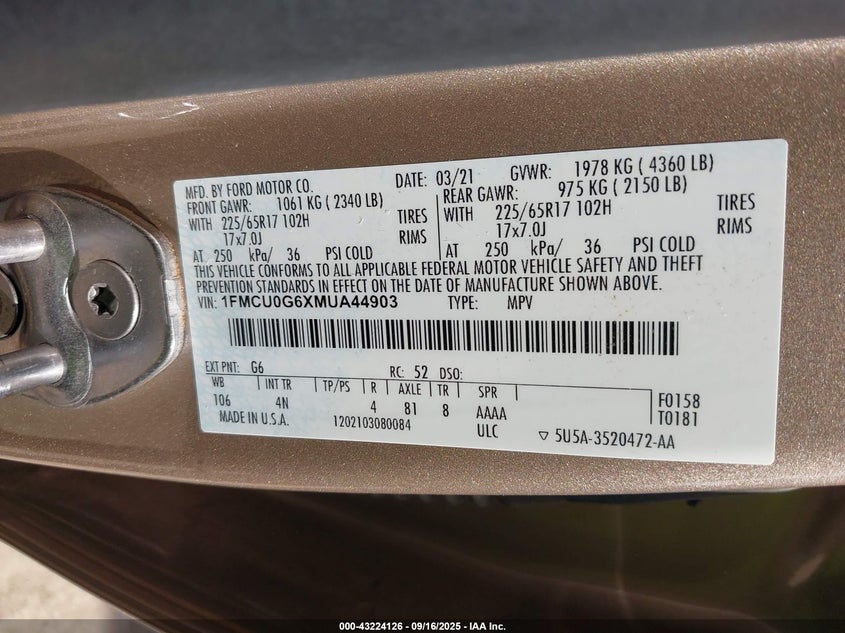 MFD. BY FORD MOTOR CO. DATE: 03/21 GVWR: 1978 KG ( 4360 LB)
FRONT GAWR: 1061 KG ( 2340 LB) REAR GAWR: 975 KG ( 2150 LB)
WITH 225/65R17 102H TIRES WITH 225/65R17 102H TIRES
17x7.0J RIMS 17x7.0J RIMS
AT 250 kPa/ 36 PSI COLD AT 250 kPa/ 36 PSI COLD
THIS VEHICLE CONFORMS TO ALL APPLICABLE FEDERAL MOTOR VEHICLE SAFETY AND THEFT
PREVENTION STANDARDS IN EFFECT ON THE DATE OF MANUFACTURE SHOWN ABOVE.
VIN: 1FMCU0G6XMUA44903 TYPE: MPV
EXT PNT: G6 RC: 52 DSO:
WB INT TR TP/PS R AXLE TR SPR
106 4N 4 81 8 AAAA
F0158
T0181
MADE IN U.S.A. 1202103080084 ULC ▽ 5U5A-3520472-AA
000-43224126 - 09/16/2025 - IAA Inc.